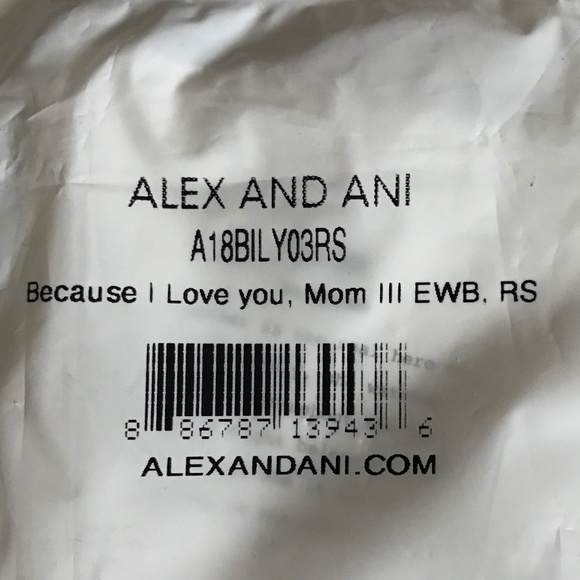 ALEX AND ANI
A18BILY03RS
Because I Love you, Mom III EWB, RS
8 86787 13943 6
ALEXANDANI.COM